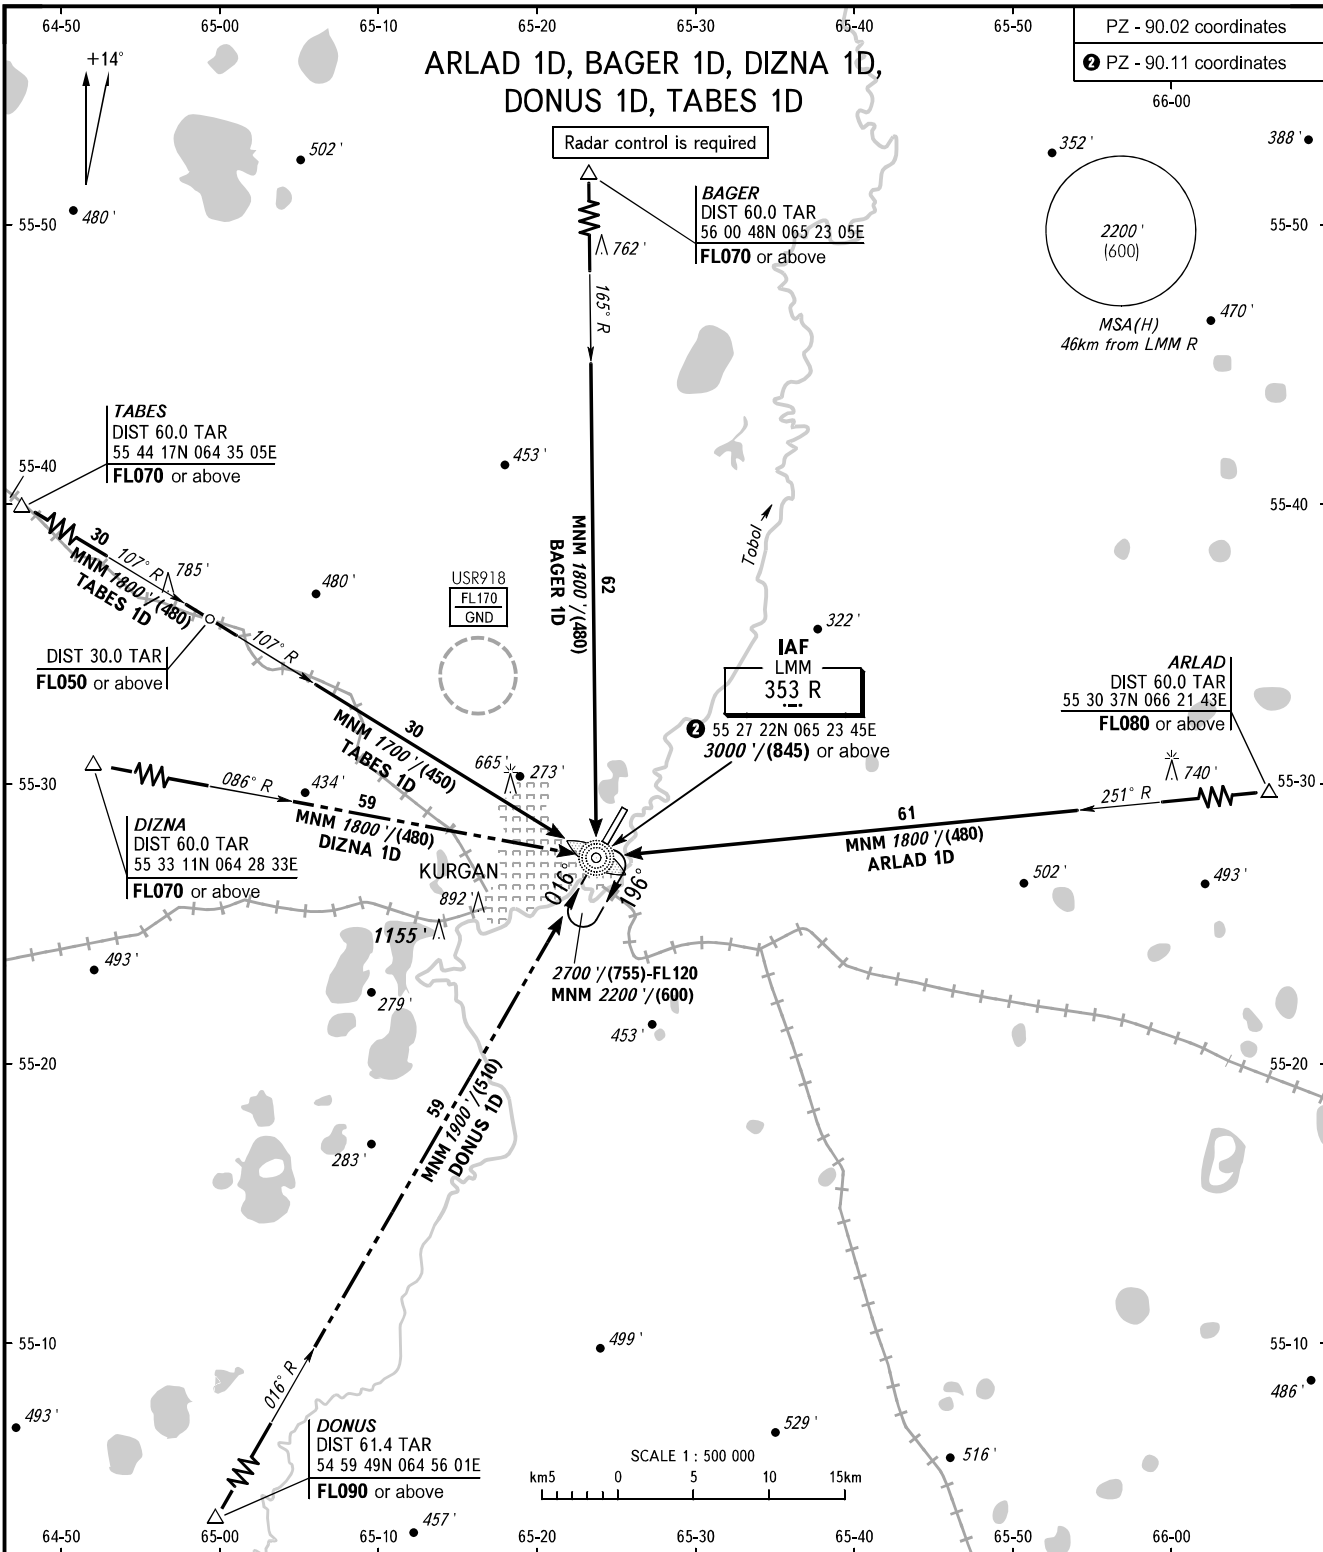 64-50
65-00
65-10
65-20
65-30
65-40
65-50
PZ - 90.02 coordinates
2 PZ - 90.11 coordinates
66-00
+14°
ARLAD 1D, BAGER 1D, DIZNA 1D,
DONUS 1D, TABES 1D
Radar control is required
502 '
352 '
388 '
480 '
55-50
55-50
BAGER
DIST 60.0 TAR
56 00 48N 065 23 05E
FL070 or above
762 '
165° R
2200 '
(600)
MSA(H)
46km from LMM R
470 '
TABES
DIST 60.0 TAR
55 44 17N 064 35 05E
FL070 or above
55-40
55-40
453 '
30
107° R
MNM 1800 '/(480)
TABES 1D
785 '
480 '
USR918
FL170
GND
MNM 1800 '/(480)
BAGER 1D
62
Tobol
322 '
DIST 30.0 TAR
FL050 or above
107° R
30
MNM 1700 '/(450)
TABES 1D
IAF
LMM
353 R
2 55 27 22N 065 23 45E
3000 '/(845) or above
ARLAD
DIST 60.0 TAR
55 30 37N 066 21 43E
FL080 or above
55-30
55-30
740 '
251° R
61
MNM 1800 '/(480)
ARLAD 1D
086° R
434 '
59
MNM 1800 '/(480)
DIZNA 1D
665 '
273 '
DIZNA
DIST 60.0 TAR
55 33 11N 064 28 33E
FL070 or above
KURGAN
892 '
1155 '
016°
196°
502 '
493 '
493 '
279 '
2700 '/(755)-FL120
MNM 2200 '/(600)
453 '
55-20
55-20
59
MNM 1900 '/(510)
DONUS 1D
283 '
55-10
55-10
499 '
486 '
016° R
493 '
DONUS
DIST 61.4 TAR
54 59 49N 064 56 01E
FL090 or above
529 '
516 '
457 '
SCALE 1 : 500 000
km5
0
5
10
15km
64-50
65-00
65-10
65-20
65-30
65-40
65-50
66-00